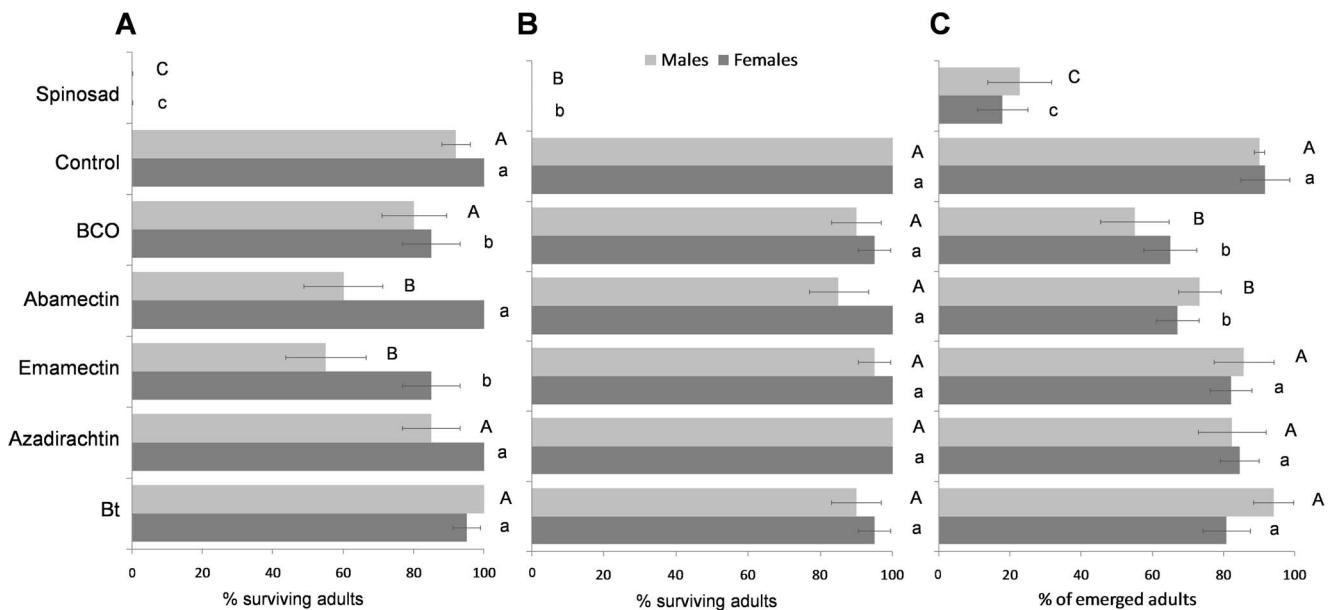 A B C
Males Females
Spinosad C B C
c b c
Control A A A
a a a
BCO A A B
b a b
Abamectin B A B
a a b
Emamectin B A A
b a a
Azadirachtin A A A
a a a
Bt A A A
a a a
0 20 40 60 80 100 0 20 40 60 80 100 0 20 40 60 80 100
% surviving adults % surviving adults % of emerged adults